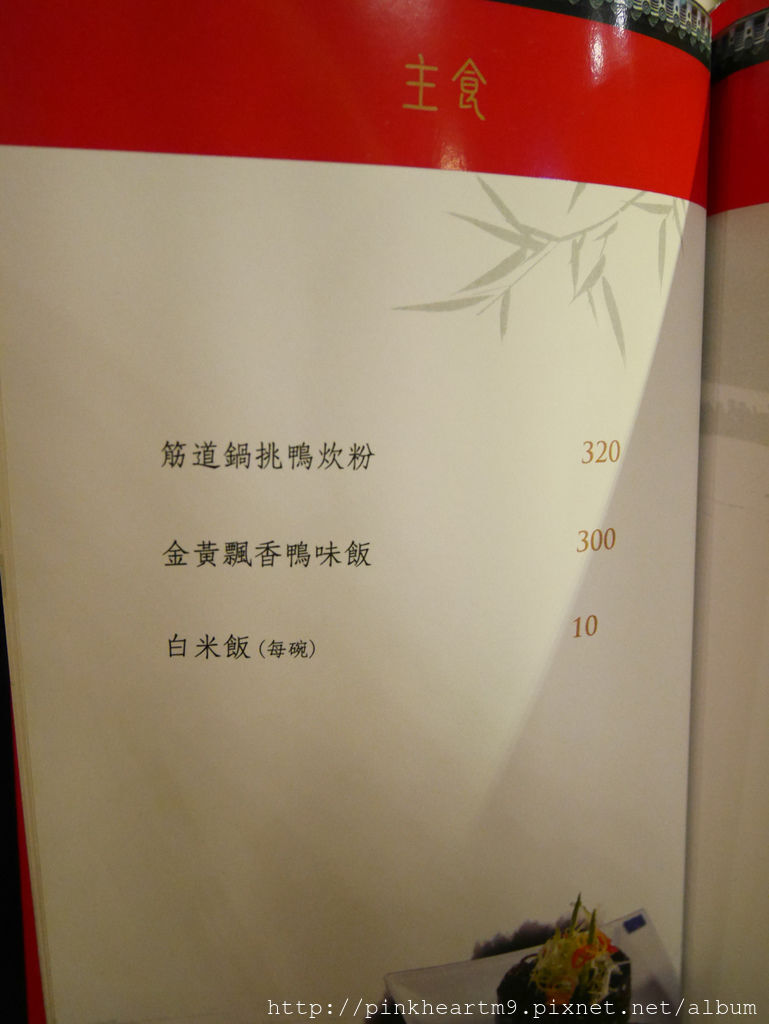 主食
筋道鍋挑鴨炊粉 320
金黃飄香鴨味飯 300
白米飯(每碗) 10
http://pinkheartm9.pixnet.net/album